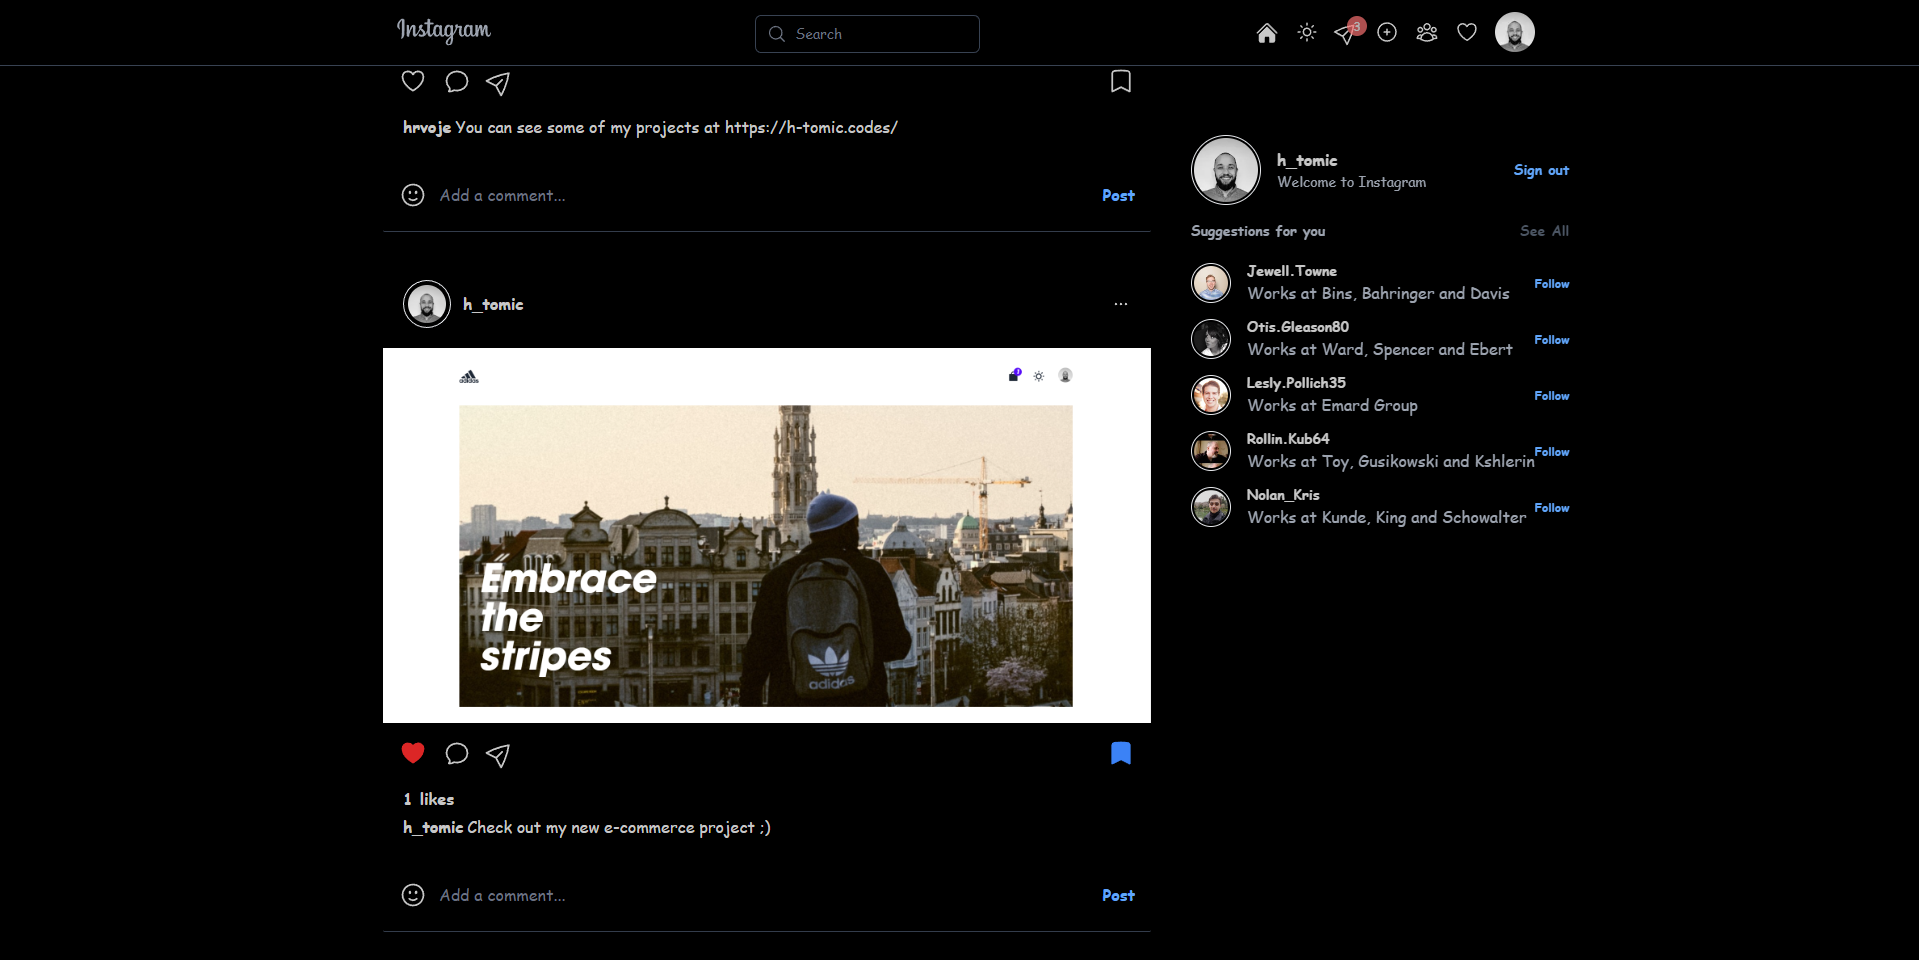 Instagram
Search
3
hrvoje You can see some of my projects at https://h-tomic.codes/
Add a comment...
Post
h_tomic
Welcome to Instagram
Sign out
Suggestions for you
See All
Jewell.Towne
Works at Bins, Bahringer and Davis
Follow
Otis.Gleason80
Works at Ward, Spencer and Ebert
Follow
Lesly.Pollich35
Works at Emard Group
Follow
Rollin.Kub64
Works at Toy, Gusikowski and Kshlerin
Follow
Nolan_Kris
Works at Kunde, King and Schowalter
Follow
h_tomic
...
adidas
Embrace
the
stripes
adidas
1 likes
h_tomic Check out my new e-commerce project ;)
Add a comment...
Post